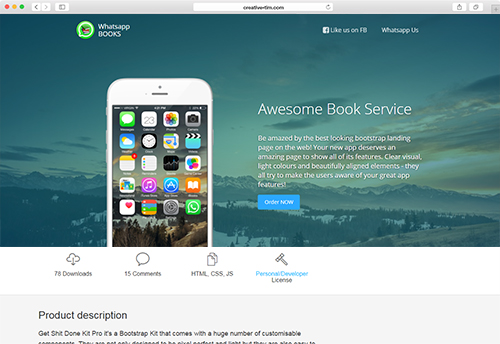 creative-tim.com
Whatsapp
BOOKS
Like us on FB
Whatsapp Us
Awesome Book Service
Be amazed by the best looking bootstrap landing
page on the web! Your new app deserves an
amazing page to show all of its features. Clear visual,
light colours and beautifully aligned elements - they
all try to make the users aware of your great app
features!
Order NOW
78 Downloads
15 Comments
HTML, CSS, JS
Personal/Developer
License
Product description
Get Shit Done Kit Pro it's a Bootstrap Kit that comes with a huge number of customisable
components. They are not only designed to be pixel perfect and light but they are also easy to